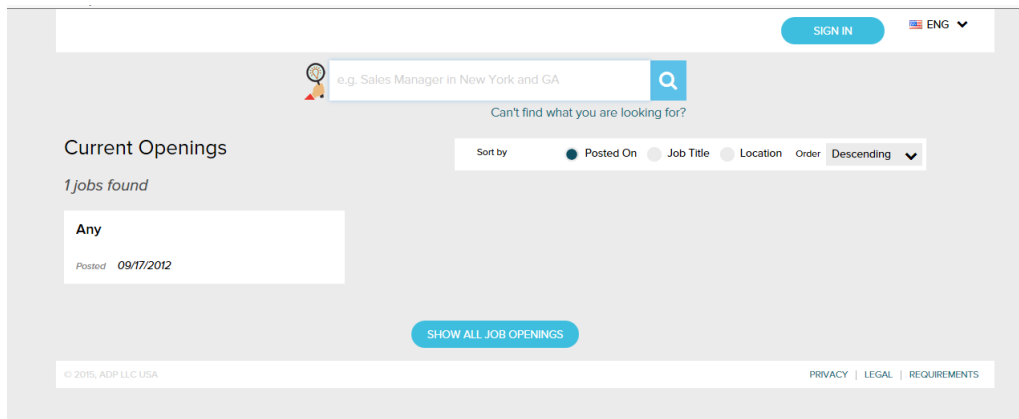 SIGN IN
ENG
e.g. Sales Manager in New York and GA
Can't find what you are looking for?
Current Openings
Sort by Posted On Job Title Location Order Descending
1 jobs found
Any
Posted 09/17/2012
SHOW ALL JOB OPENINGS
© 2015, ADP LLC USA
PRIVACY | LEGAL | REQUIREMENTS